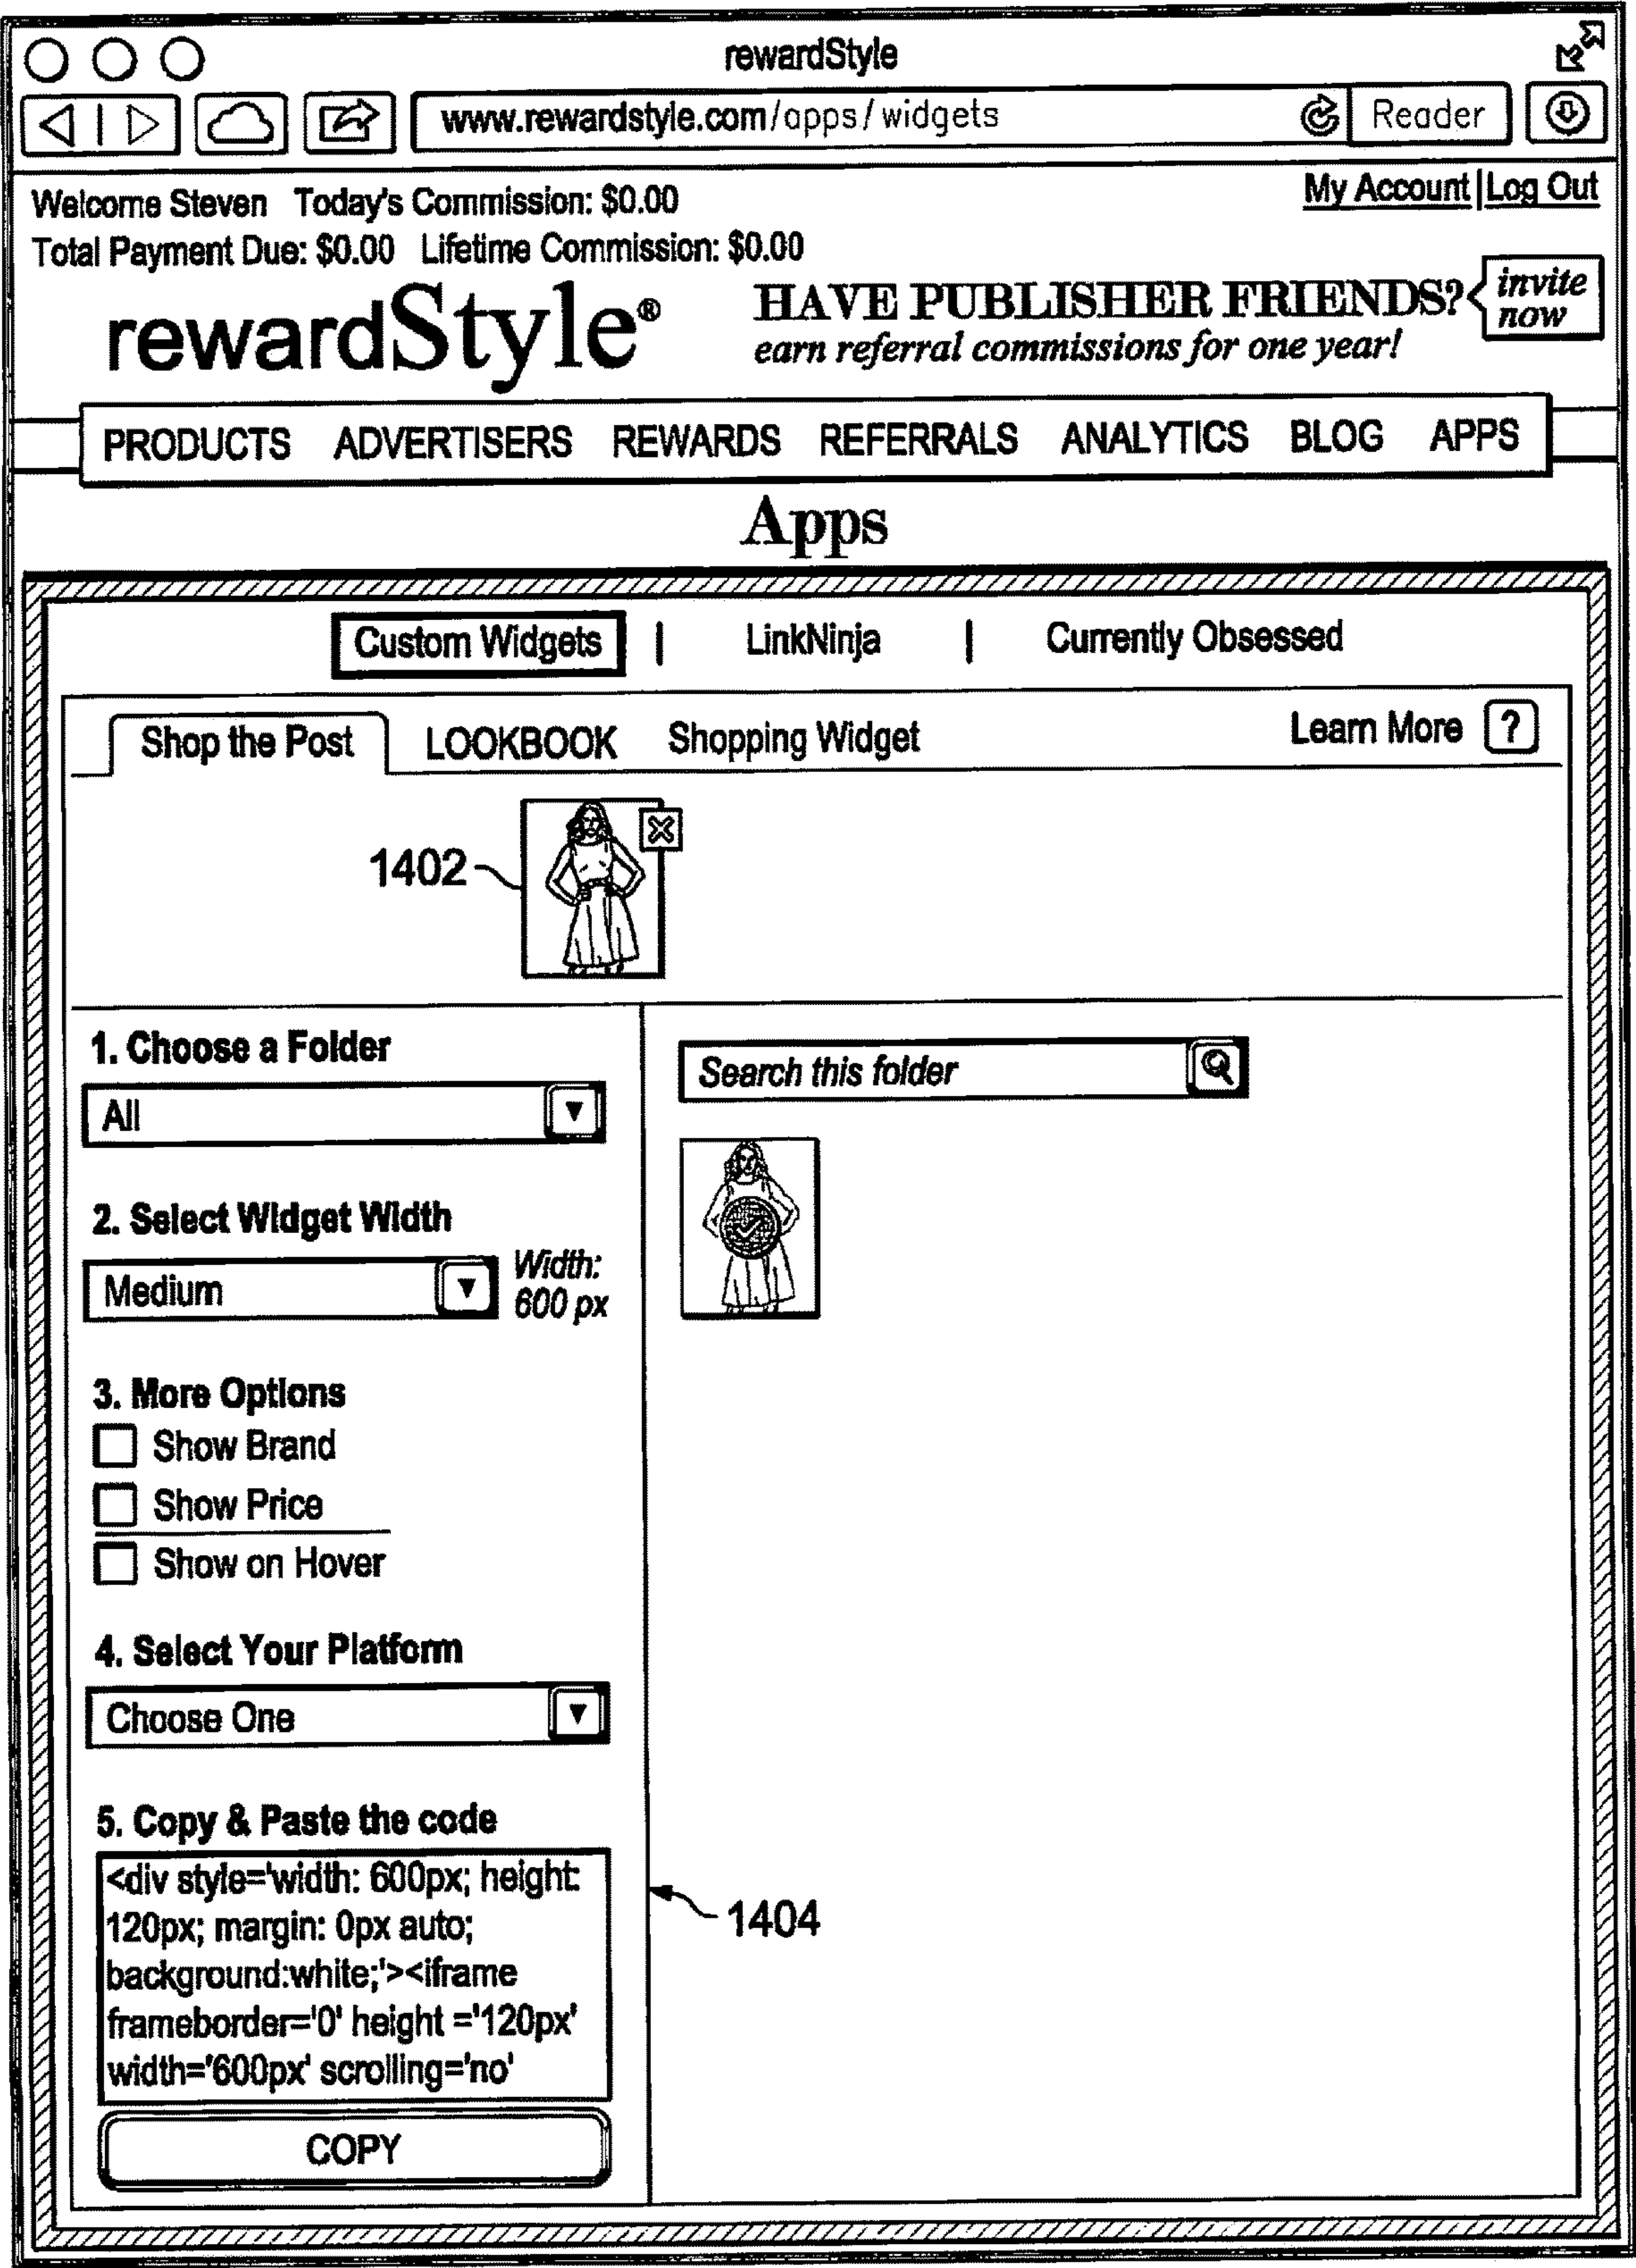 rewardStyle
www.rewardstyle.com/apps/widgets Reader
Welcome Steven Today's Commission: $0.00 My Account|Log Out
Total Payment Due: $0.00 Lifetime Commission: $0.00
rewardStyle®
HAVE PUBLISHER FRIENDS? invite now
earn referral commissions for one year!
PRODUCTS ADVERTISERS REWARDS REFERRALS ANALYTICS BLOG APPS
Apps
Custom Widgets | LinkNinja | Currently Obsessed
Shop the Post LOOKBOOK Shopping Widget Learn More ?
1402
1. Choose a Folder
All
Search this folder
2. Select Widget Width
Medium
Width:
600 px
3. More Options
Show Brand
Show Price
Show on Hover
4. Select Your Platform
Choose One
5. Copy & Paste the code
<div style='width: 600px; height:
120px; margin: 0px auto;
background:white;'><iframe
frameborder='0' height ='120px'
width='600px' scrolling='no'
1404
COPY